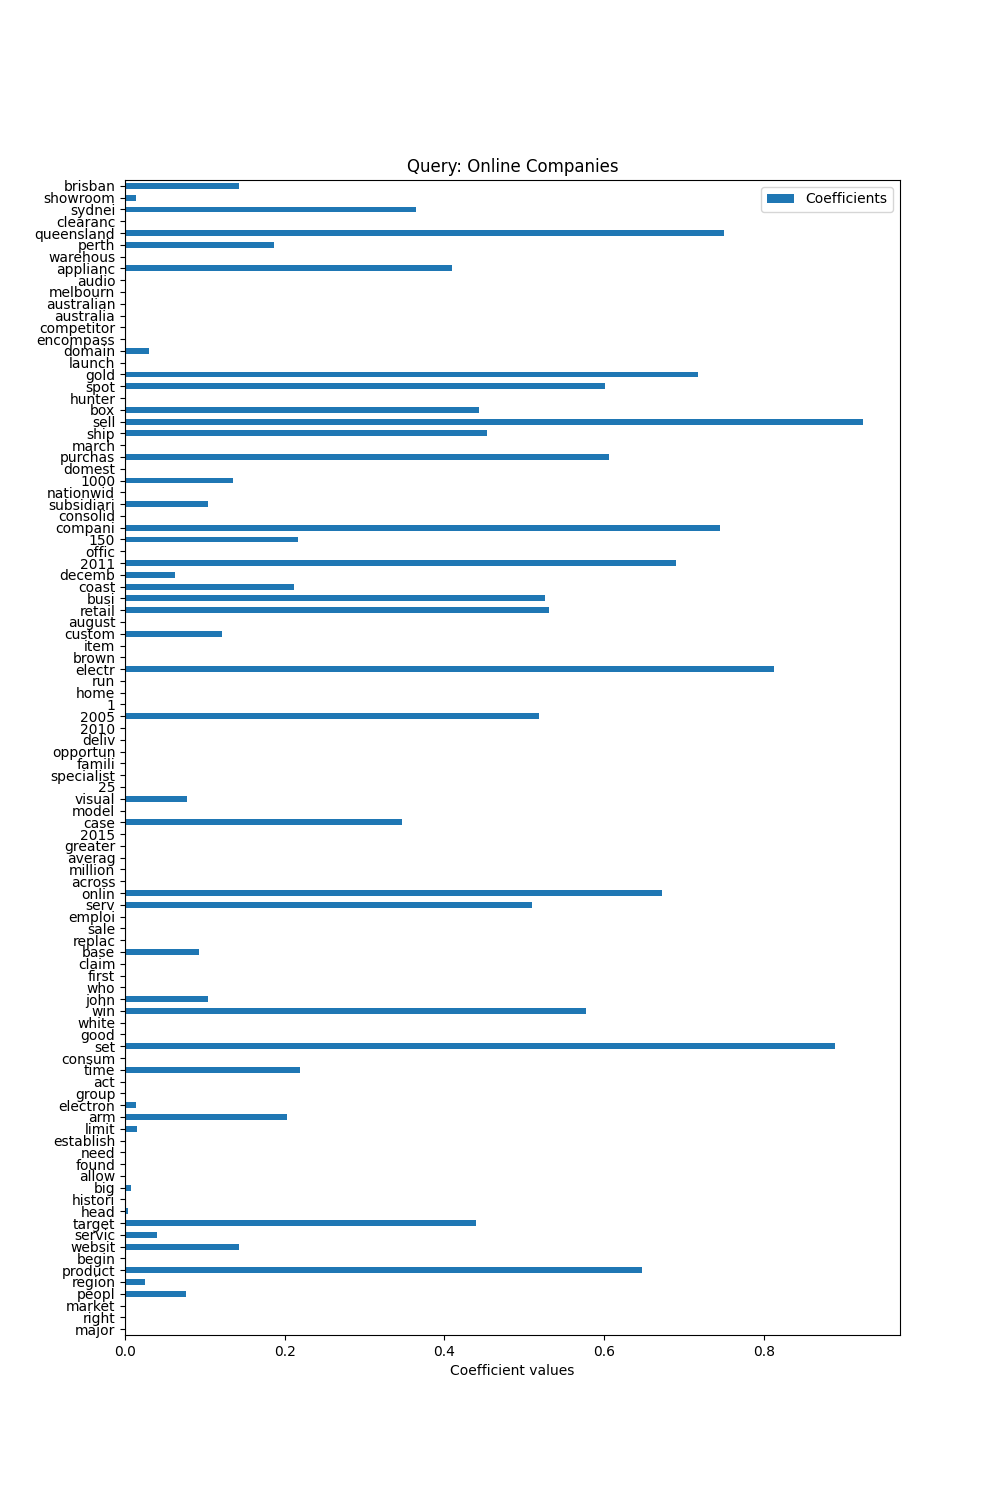 Query: Online Companies
Coefficients
brisban
showroom
sydnei
clearanc
queensland
perth
warehous
applianc
audio
melbourn
australian
australia
competitor
encompass
domain
launch
gold
spot
hunter
box
sell
ship
march
purchas
domest
1000
nationwid
subsidiari
consolid
compani
150
offic
2011
decemb
coast
busi
retail
august
custom
item
brown
electr
run
home
1
2005
2010
deliv
opportun
famili
specialist
25
visual
model
case
2015
greater
averag
million
across
onlin
serv
emploi
sale
replac
base
claim
first
who
john
win
white
good
set
consum
time
act
group
electron
arm
limit
establish
need
found
allow
big
histori
head
target
servic
websit
begin
product
region
peopl
market
right
major
0.0 0.2 0.4 0.6 0.8
Coefficient values